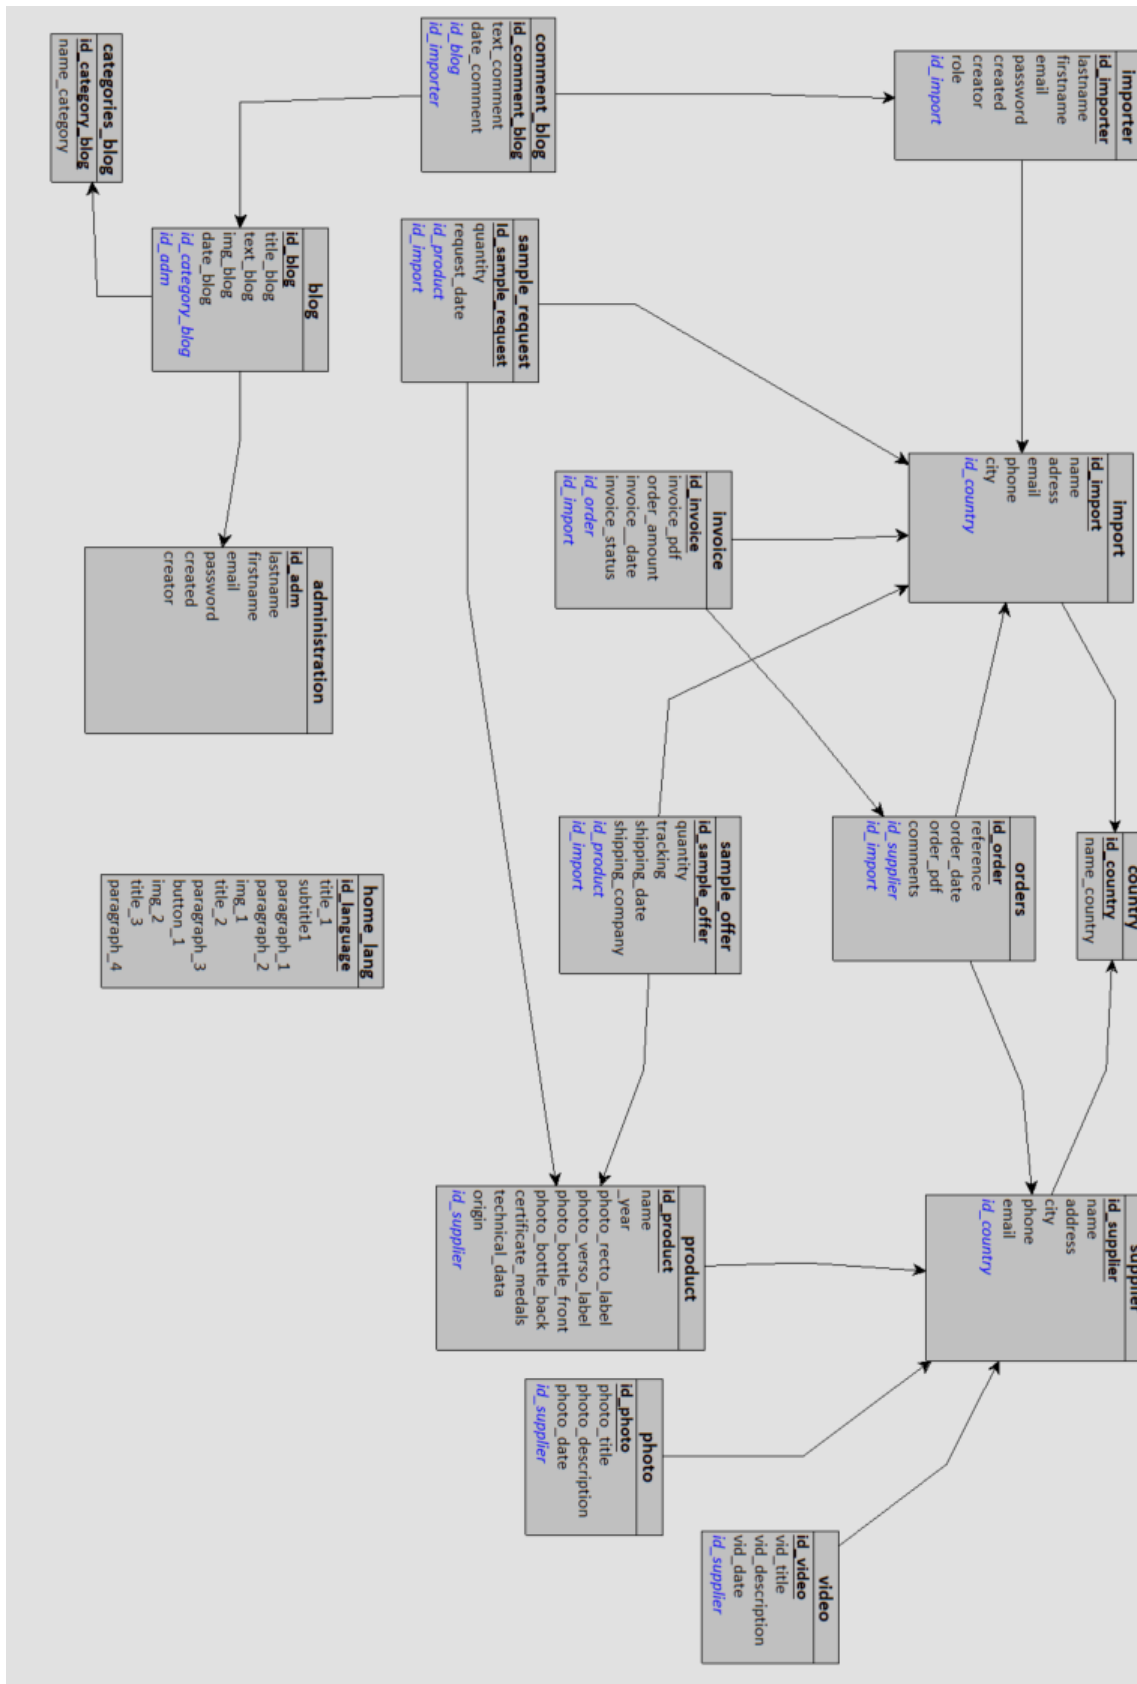 importer
id_importer
lastname
firstname
email
password
created
creator
role
id_import
import
id_import
name
adress
email
phone
city
id_country
country
id_country
name_country
supplier
id_supplier
name
address
city
phone
email
id_country
orders
id_order
reference
order_date
order_pdf
comments
id_supplier
id_import
video
id_video
vid_title
vid_description
vid_date
id_supplier
invoice
id_invoice
invoice_pdf
order_amount
invoice__date
invoice_status
id_order
id_import
sample_offer
id_sample_offer
quantity
tracking
shipping_date
shipping_company
id_product
id_import
product
id_product
name
_year
photo_recto_label
photo_verso_label
photo_bottle_front
photo_bottle_back
certificate_medals
technical_data
origin
id_supplier
photo
id_photo
photo_title
photo_description
photo_date
id_supplier
comment_blog
id_comment_blog
text_comment
date_comment
id_blog
id_importer
sample_request
Id_sample_request
quantity
request_date
id_product
id_import
home_lang
id_language
title_1
subtitle1
paragraph_1
paragraph_2
img_1
title_2
paragraph_3
button_1
img_2
title_3
paragraph_4
blog
id_blog
title_blog
text_blog
img_blog
date_blog
id_category_blog
id_adm
administration
id_adm
lastname
firstname
email
password
created
creator
categories_blog
id_category_blog
name_category